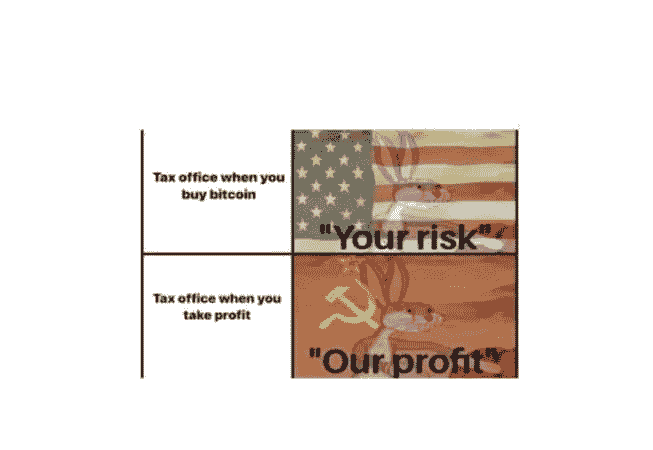 Tax office when you
buy bitcoin
"Your risk"
Tax office when you
take profit
"Our profit"